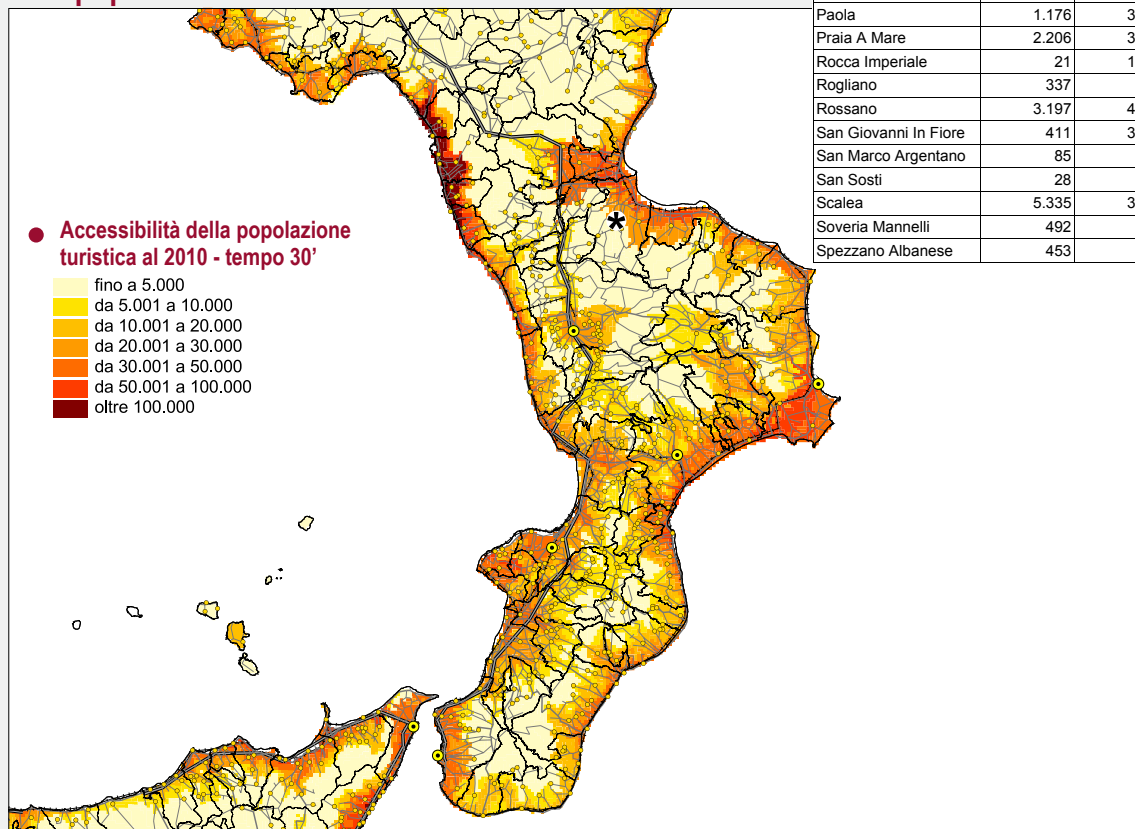 Paola 1.176 3
Praia A Mare 2.206 3
Rocca Imperiale 21 1
Rogliano 337
Rossano 3.197 4
San Giovanni In Fiore 411 3
San Marco Argentano 85
San Sosti 28
Scalea 5.335 3
Soveria Mannelli 492
Spezzano Albanese 453
● Accessibilità della popolazione
turistica al 2010 - tempo 30’
fino a 5.000
da 5.001 a 10.000
da 10.001 a 20.000
da 20.001 a 30.000
da 30.001 a 50.000
da 50.001 a 100.000
oltre 100.000
*